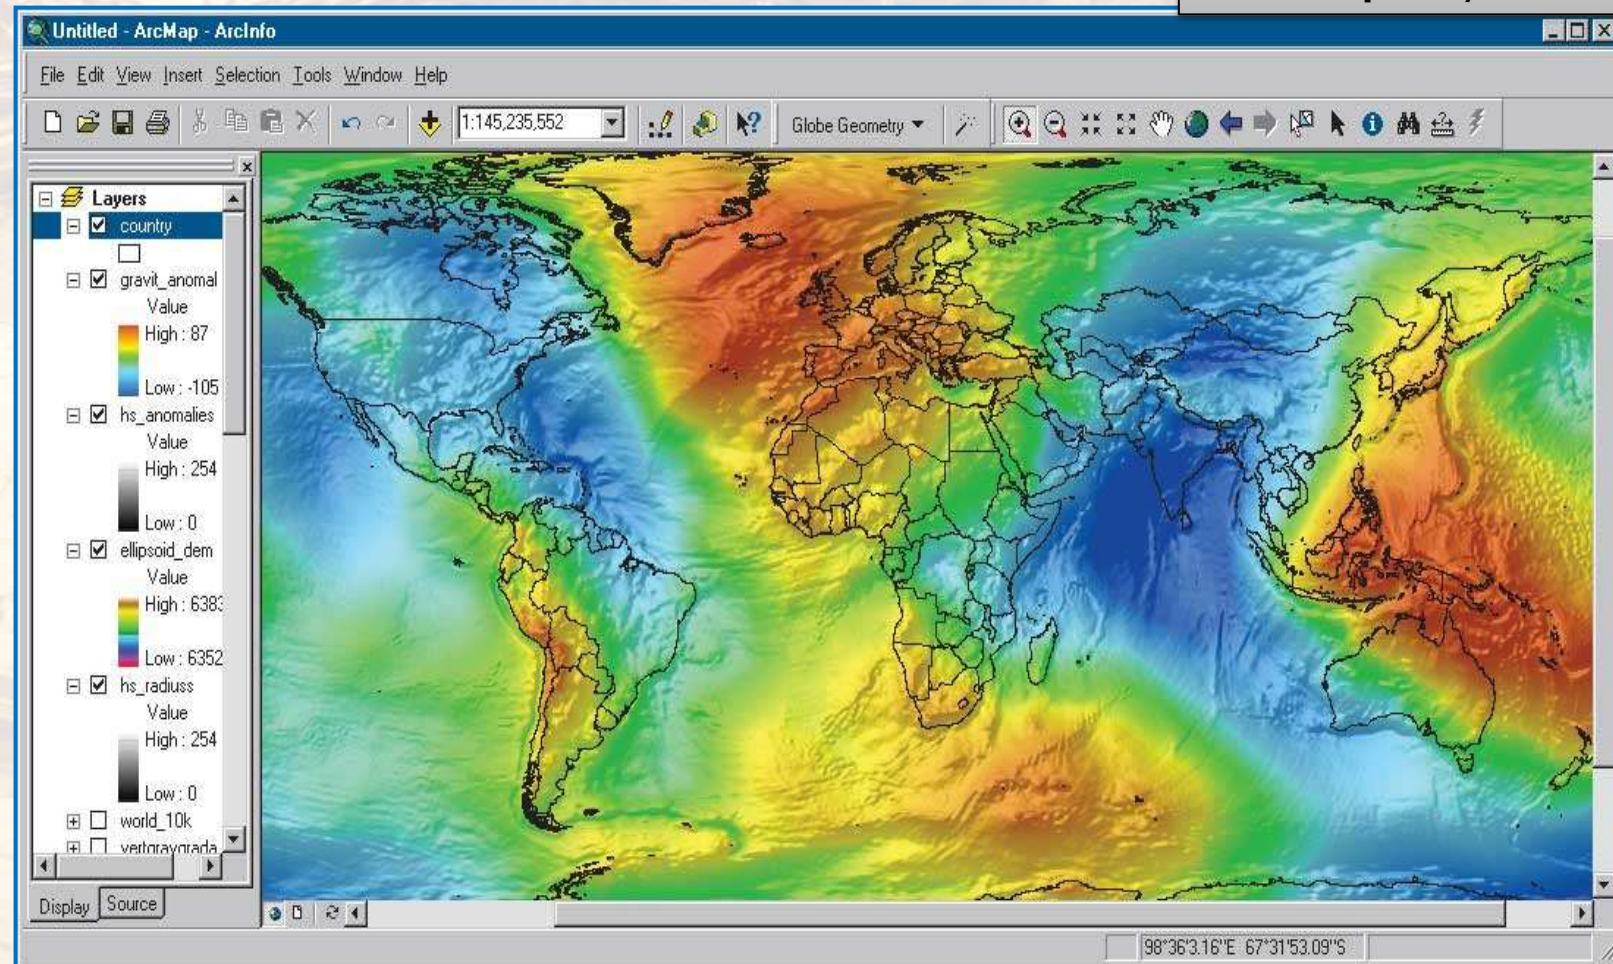 Untitled - ArcMap - ArcInfo
File Edit View Insert Selection Tools Window Help
1:145,235,552
Globe Geometry
Layers
country
gravit_anomal
Value
High : 87
Low : -105
hs_anomalies
Value
High : 254
Low : 0
ellipsoid_dem
Value
High : 6383
Low : 6352
hs_radiuss
Value
High : 254
Low : 0
world_10k
Display Source
98°36'3.16"E 67°31'53.09"S